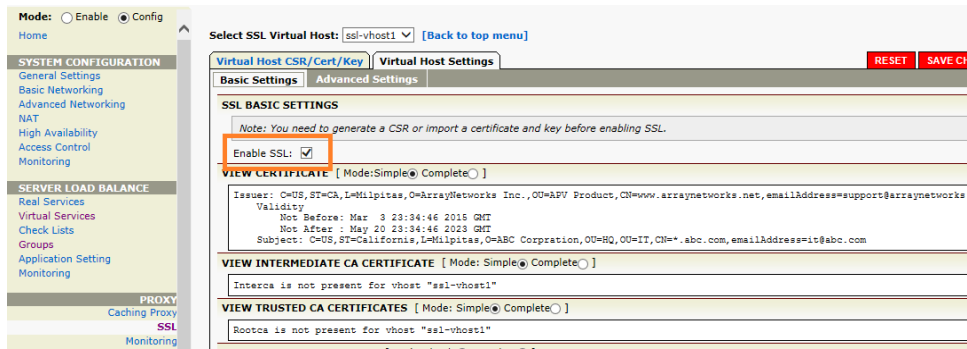 Mode: Enable Config
Home
SYSTEM CONFIGURATION
General Settings
Basic Networking
Advanced Networking
NAT
High Availability
Access Control
Monitoring
SERVER LOAD BALANCE
Real Services
Virtual Services
Check Lists
Groups
Application Setting
Monitoring
PROXY
Caching Proxy
SSL
Monitoring
Select SSL Virtual Host: ssl-vhost1 [Back to top menu]
Virtual Host CSR/Cert/Key Virtual Host Settings RESET SAVE CH
Basic Settings Advanced Settings
SSL BASIC SETTINGS
Note: You need to generate a CSR or import a certificate and key before enabling SSL.
Enable SSL:
VIEW CERTIFICATE [ Mode:Simple Complete ]
Issuer: C=US,ST=CA,L=Milpitas,O=ArrayNetworks Inc.,OU=APV Product,CN=www.arraynetworks.net,emailAddress=support@arraynetworks
Validity
Not Before: Mar 3 23:34:46 2015 GMT
Not After : May 20 23:34:46 2023 GMT
Subject: C=US,ST=Californis,L=Milpitas,O=ABC Corpration,OU=HQ,OU=IT,CN=*.abc.com,emailAddress=it@abc.com
VIEW INTERMEDIATE CA CERTIFICATE [ Mode: Simple Complete ]
Interca is not present for vhost "ssl-vhost1"
VIEW TRUSTED CA CERTIFICATES [ Mode: Simple Complete ]
Rootca is not present for vhost "ssl-vhost1"